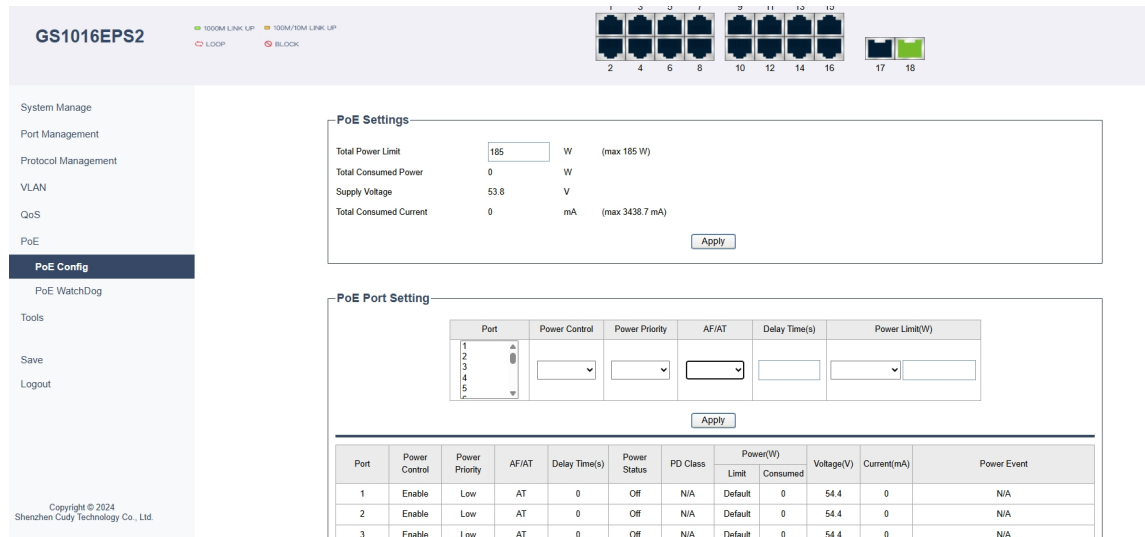 1 3 5 7 9 11 13 15
GS1016EPS2
1000M LINK UP 100M/10M LINK UP
LOOP BLOCK
2 4 6 8 10 12 14 16 17 18
System Manage
Port Management
Protocol Management
VLAN
QoS
PoE
PoE Config
PoE WatchDog
Tools
Save
Logout
Copyright © 2024
Shenzhen Cudy Technology Co., Ltd.
PoE Settings
Total Power Limit 185 W (max 185 W)
Total Consumed Power 0 W
Supply Voltage 53.8 V
Total Consumed Current 0 mA (max 3438.7 mA)
Apply
PoE Port Setting
Port Power Control Power Priority AF/AT Delay Time(s) Power Limit(W)
1
2
3
4
5
Apply
Port Power Control Power Priority AF/AT Delay Time(s) Power Status PD Class Power(W) Limit Consumed Voltage(V) Current(mA) Power Event
1 Enable Low AT 0 Off N/A Default 0 54.4 0 N/A
2 Enable Low AT 0 Off N/A Default 0 54.4 0 N/A
3 Enable Low AT 0 Off N/A Default 0 54.4 0 N/A